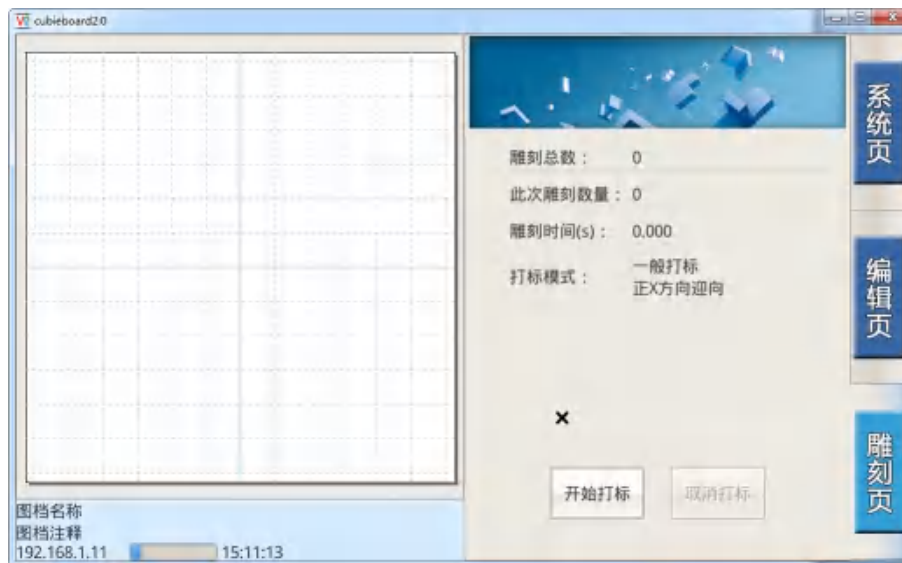 cubieboard2.0
雕刻总数： 0
此次雕刻数量： 0
雕刻时间(s)： 0.000
打标模式： 一般打标
正X方向迎向
开始打标 取消打标
图档名称
图档注释
192.168.1.11 15:11:13
系统页
编辑页
雕刻页